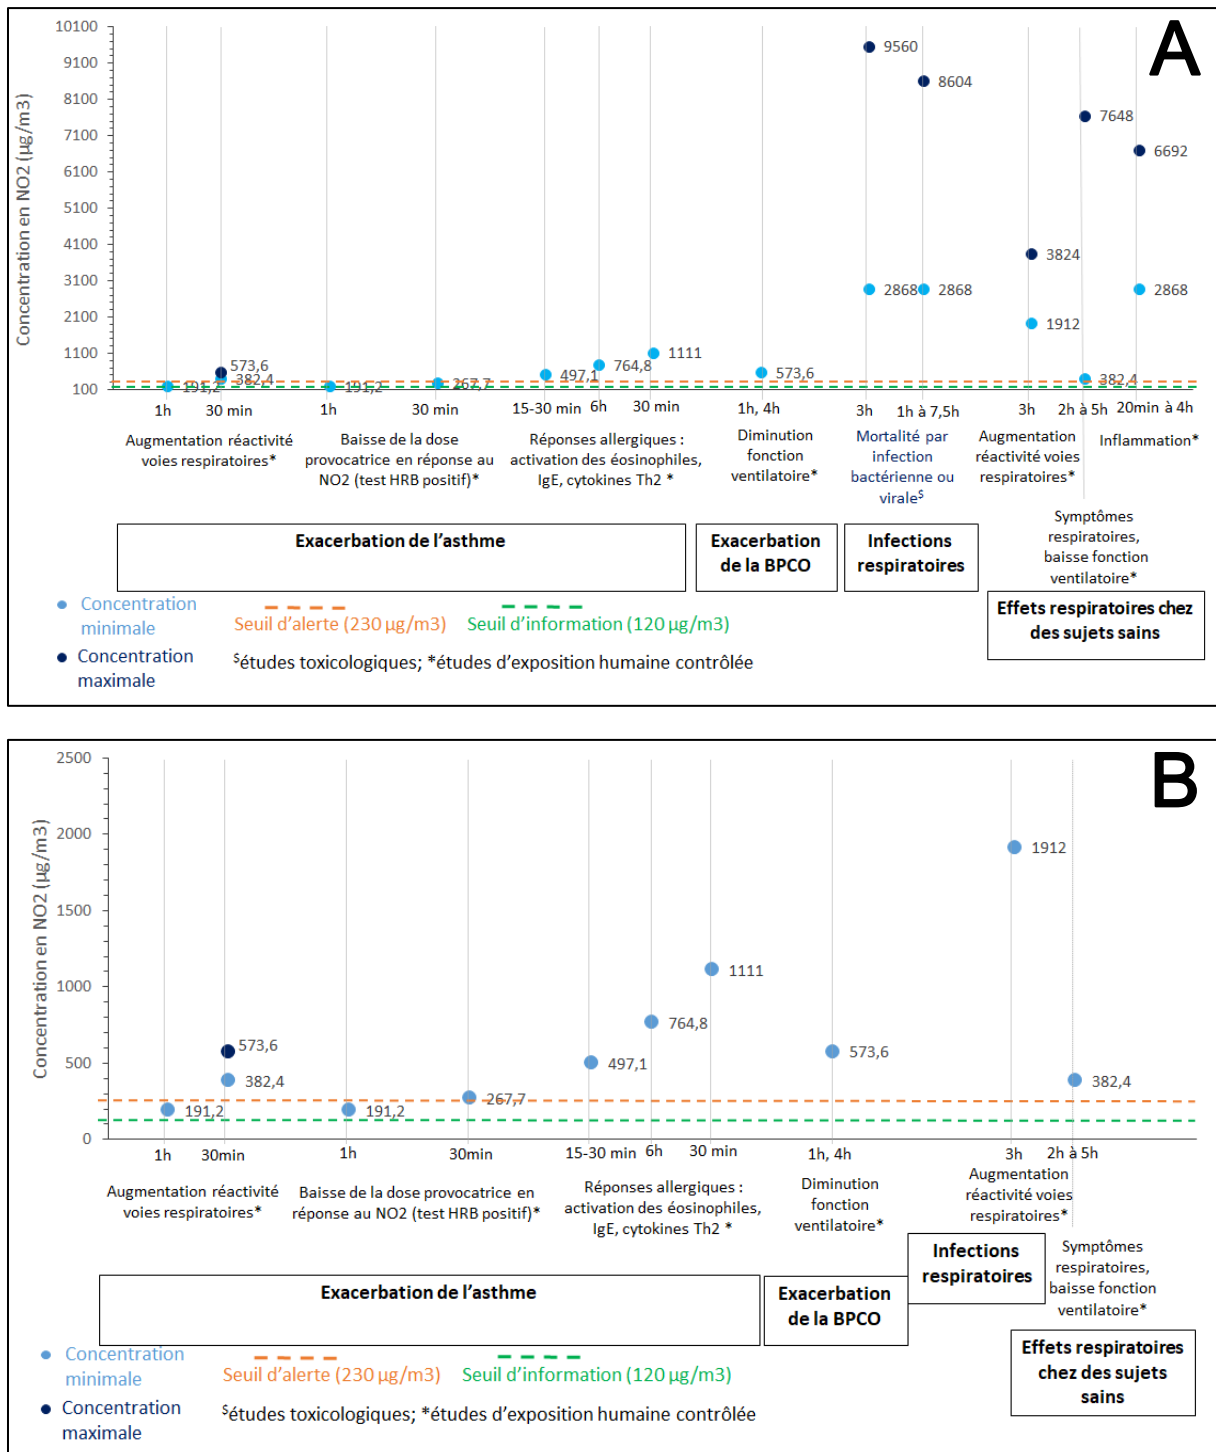 A
Concentration en NO2 (µg/m3)
10100
9100
8100
7100
6100
5100
4100
3100
2100
1100
100
191,2
573,6
382,4
191,2
267,7
497,1
764,8
1111
573,6
9560
2868
8604
2868
3824
1912
7648
382,4
6692
2868
1h
30 min
1h
30 min
15-30 min
6h
30 min
1h, 4h
3h
1h à 7,5h
3h
2h à 5h
20min à 4h
Augmentation réactivité
voies respiratoires*
Baisse de la dose
provocatrice en réponse au
NO2 (test HRB positif)*
Réponses allergiques :
activation des éosinophiles,
IgE, cytokines Th2 *
Diminution
fonction
ventilatoire*
Mortalité par
infection
bactérienne ou
virale$
Augmentation
réactivité voies
respiratoires*
Inflammation*
Symptômes
respiratoires,
baisse fonction
ventilatoire*
Exacerbation de l'asthme
Exacerbation
de la BPCO
Infections
respiratoires
Effets respiratoires chez
des sujets sains
Concentration
minimale
Concentration
maximale
Seuil d'alerte (230 µg/m3)
Seuil d'information (120 µg/m3)
$études toxicologiques; *études d'exposition humaine contrôlée
B
Concentration en NO2 (µg/m3)
2500
2000
1500
1000
500
0
191,2
573,6
382,4
191,2
267,7
497,1
764,8
1111
573,6
1912
382,4
1h
30min
1h
30min
15-30 min
6h
30 min
1h, 4h
3h
2h à 5h
Augmentation réactivité
voies respiratoires*
Baisse de la dose provocatrice en
réponse au NO2 (test HRB positif)*
Réponses allergiques :
activation des éosinophiles,
IgE, cytokines Th2 *
Diminution
fonction
ventilatoire*
Augmentation
réactivité voies
respiratoires*
Symptômes
respiratoires,
baisse fonction
ventilatoire*
Exacerbation de l'asthme
Exacerbation
de la BPCO
Infections
respiratoires
Effets respiratoires
chez des sujets
sains
Concentration
minimale
Concentration
maximale
Seuil d'alerte (230 µg/m3)
Seuil d'information (120 µg/m3)
$études toxicologiques; *études d'exposition humaine contrôlée